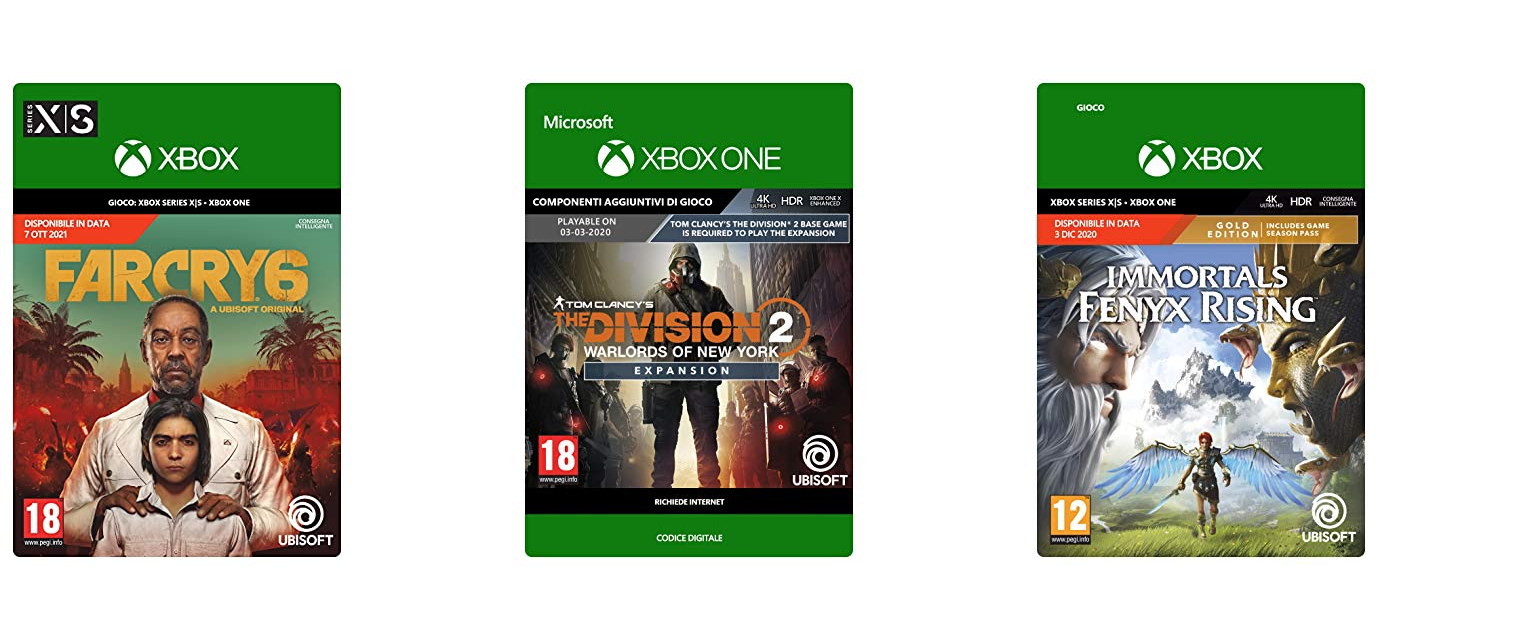 SERIES X|S
XBOX
GIOCO: XBOX SERIES X|S - XBOX ONE
DISPONIBILE IN DATA
7 OTT 2021
CONSEGNA
INTELLIGENTE
FARCRY6
A UBISOFT ORIGINAL
18
www.pegi.info
UBISOFT
Microsoft
XBOX ONE
COMPONENTI AGGIUNTIVI DI GIOCO
4K
ULTRA HD
HDR
XBOX ONE X
ENHANCED
PLAYABLE ON
03-03-2020
TOM CLANCY'S THE DIVISION® 2 BASE GAME
IS REQUIRED TO PLAY THE EXPANSION
TOM CLANCY'S
THE DIVISION 2
WARLORDS OF NEW YORK
EXPANSION
18
www.pegi.info
UBISOFT
RICHIEDE INTERNET
CODICE DIGITALE
GIOCO
XBOX
XBOX SERIES X|S - XBOX ONE
4K
ULTRA HD
HDR
CONSEGNA
INTELLIGENTE
DISPONIBILE IN DATA
3 DIC 2020
GOLD
EDITION
INCLUDES GAME
SEASON PASS
IMMORTALS
FENYX RISING™
12
www.pegi.info
UBISOFT